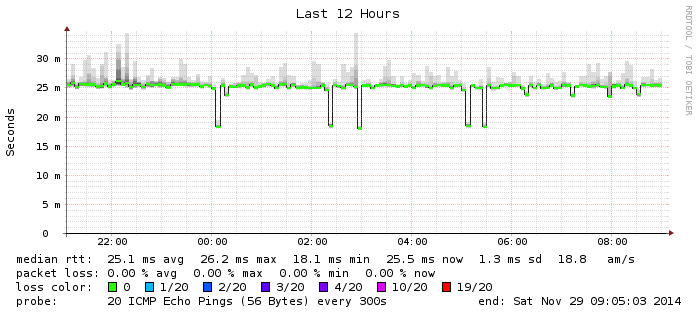 Last 12 Hours
RRDTOOL / TOBI OETIKER
Seconds
30 m
25 m
20 m
15 m
10 m
5 m
0
22:00 00:00 02:00 04:00 06:00 08:00
median rtt: 25.1 ms avg 26.2 ms max 18.1 ms min 25.5 ms now 1.3 ms sd 18.8 am/s
packet loss: 0.00 % avg 0.00 % max 0.00 % min 0.00 % now
loss color: 0 1/20 2/20 3/20 4/20 10/20 19/20
probe: 20 ICMP Echo Pings (56 Bytes) every 300s end: Sat Nov 29 09:05:03 2014